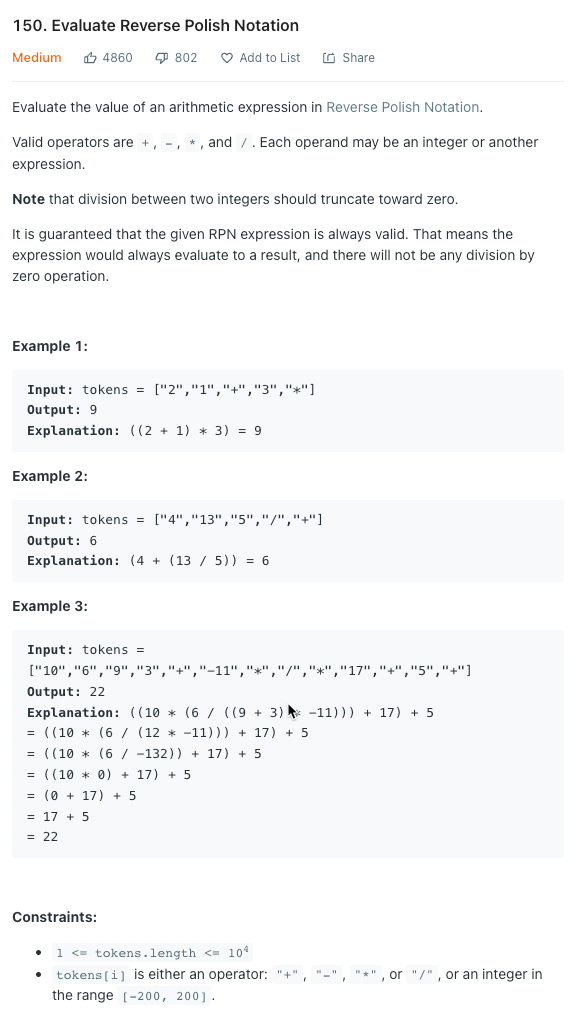 150. Evaluate Reverse Polish Notation
Medium 4860 802 Add to List Share
Evaluate the value of an arithmetic expression in Reverse Polish Notation.
Valid operators are +, -, *, and /. Each operand may be an integer or another
expression.
Note that division between two integers should truncate toward zero.
It is guaranteed that the given RPN expression is always valid. That means the
expression would always evaluate to a result, and there will not be any division by
zero operation.
Example 1:
Input: tokens = ["2","1","+","3","*"]
Output: 9
Explanation: ((2 + 1) * 3) = 9
Example 2:
Input: tokens = ["4","13","5","/","+"]
Output: 6
Explanation: (4 + (13 / 5)) = 6
Example 3:
Input: tokens =
["10","6","9","3","+","-11","*","/","*","17","+","5","+"]
Output: 22
Explanation: ((10 * (6 / ((9 + 3) * -11))) + 17) + 5
= ((10 * (6 / (12 * -11))) + 17) + 5
= ((10 * (6 / -132)) + 17) + 5
= ((10 * 0) + 17) + 5
= (0 + 17) + 5
= 17 + 5
= 22
Constraints:
• 1 <= tokens.length <= 10⁴
• tokens[i] is either an operator: "+", "-", "*", or "/", or an integer in
the range [-200, 200].